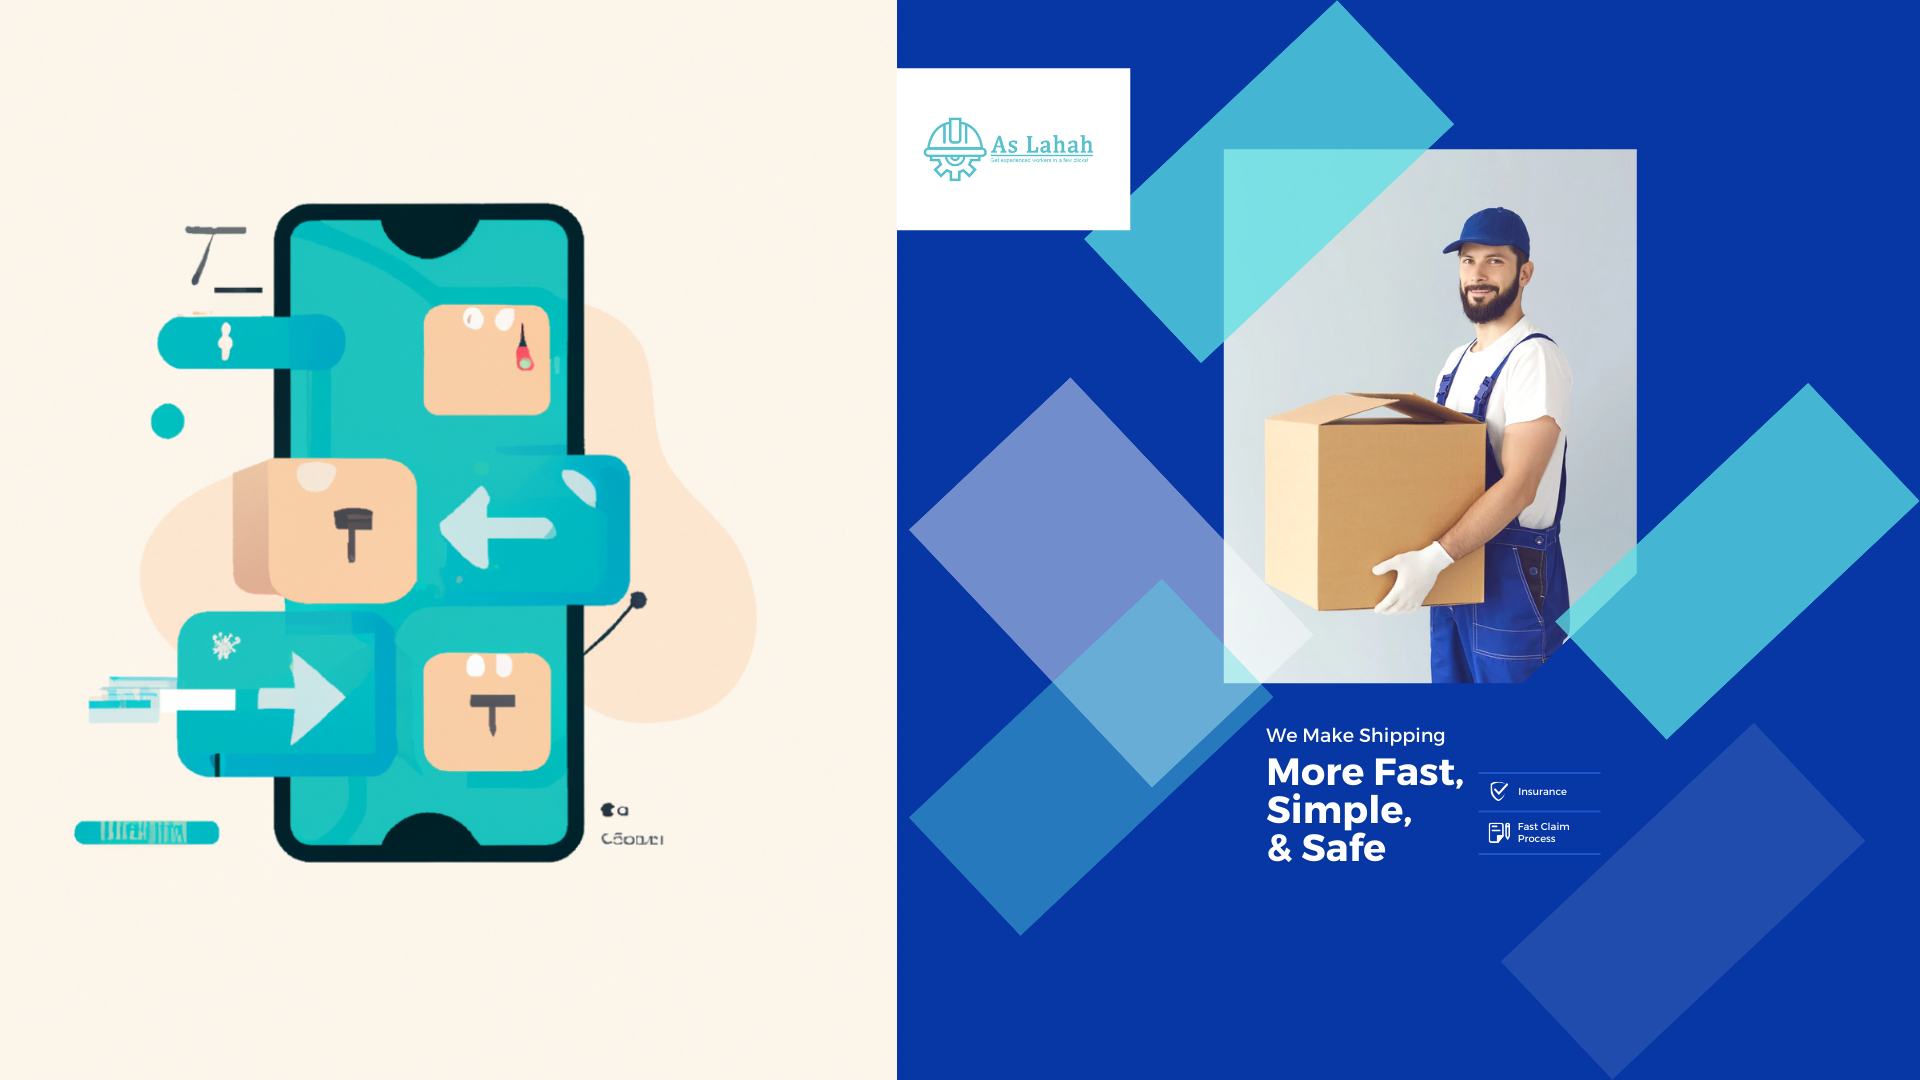 As Lahah
Get experienced workers in a few clicks!
We Make Shipping
More Fast,
Simple,
& Safe
Insurance
Fast Claim
Process